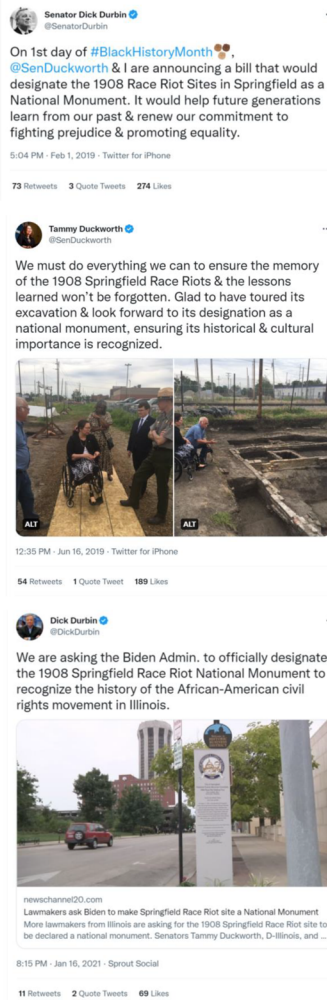 Senator Dick Durbin
@SenatorDurbin
On 1st day of #BlackHistoryMonth,
@SenDuckworth & I are announcing a bill that would
designate the 1908 Race Riot Sites in Springfield as a
National Monument. It would help future generations
learn from our past & renew our commitment to
fighting prejudice & promoting equality.
5:04 PM · Feb 1, 2019 · Twitter for iPhone
73 Retweets 3 Quote Tweets 274 Likes
Tammy Duckworth
@SenDuckworth
We must do everything we can to ensure the memory
of the 1908 Springfield Race Riots & the lessons
learned won't be forgotten. Glad to have toured its
excavation & look forward to its designation as a
national monument, ensuring its historical & cultural
importance is recognized.
ALT
ALT
12:35 PM · Jun 16, 2019 · Twitter for iPhone
54 Retweets 1 Quote Tweet 189 Likes
Dick Durbin
@DickDurbin
We are asking the Biden Admin. to officially designate
the 1908 Springfield Race Riot National Monument to
recognize the history of the African-American civil
rights movement in Illinois.
newschannel20.com
Lawmakers ask Biden to make Springfield Race Riot site a National Monument
More lawmakers from Illinois are asking for the 1908 Springfield Race Riot site to
be declared a national monument. Senators Tammy Duckworth, D-Illinois, and ...
8:15 PM · Jan 16, 2021 · Sprout Social
11 Retweets 2 Quote Tweets 69 Likes